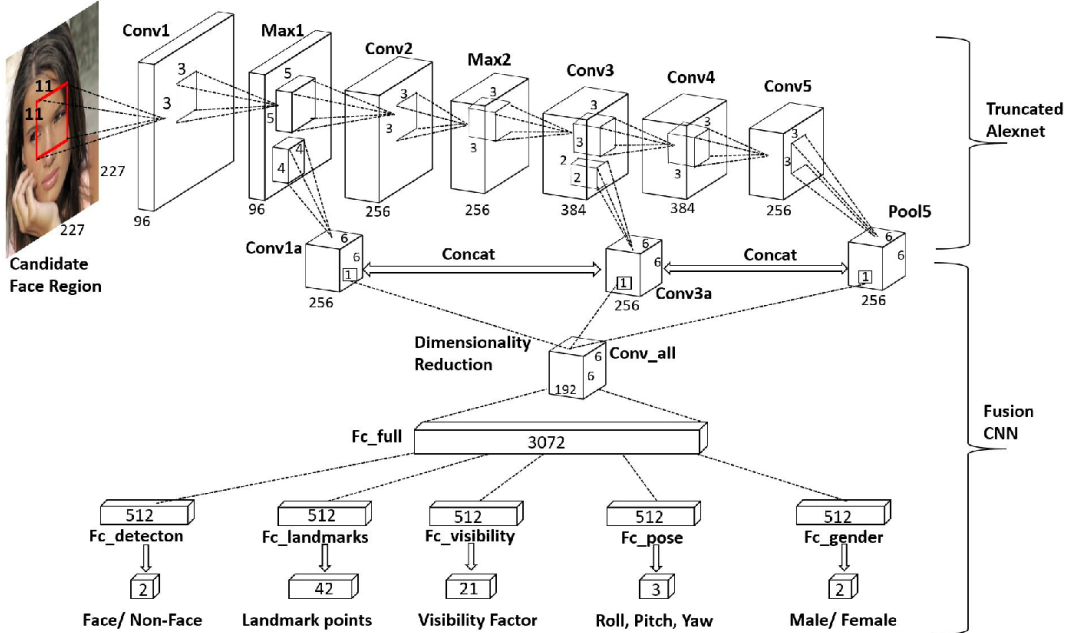 Conv1
Max1
Conv2
Max2
Conv3
Conv4
Conv5
11
11
3
3
5
5
3
3
3
3
3
3
3
3
3
3
4
4
2
2
227
227
96
96
256
256
384
384
256
Truncated
Alexnet
Candidate
Face Region
Conv1a
6
6
1
256
Concat
6
6
1
256
Conv3a
Concat
Pool5
6
6
1
256
Dimensionality
Reduction
Conv_all
6
6
192
Fusion
CNN
Fc_full
3072
512
512
512
512
512
Fc_detecton
Fc_landmarks
Fc_visibility
Fc_pose
Fc_gender
2
42
21
3
2
Face/ Non-Face
Landmark points
Visibility Factor
Roll, Pitch, Yaw
Male/ Female